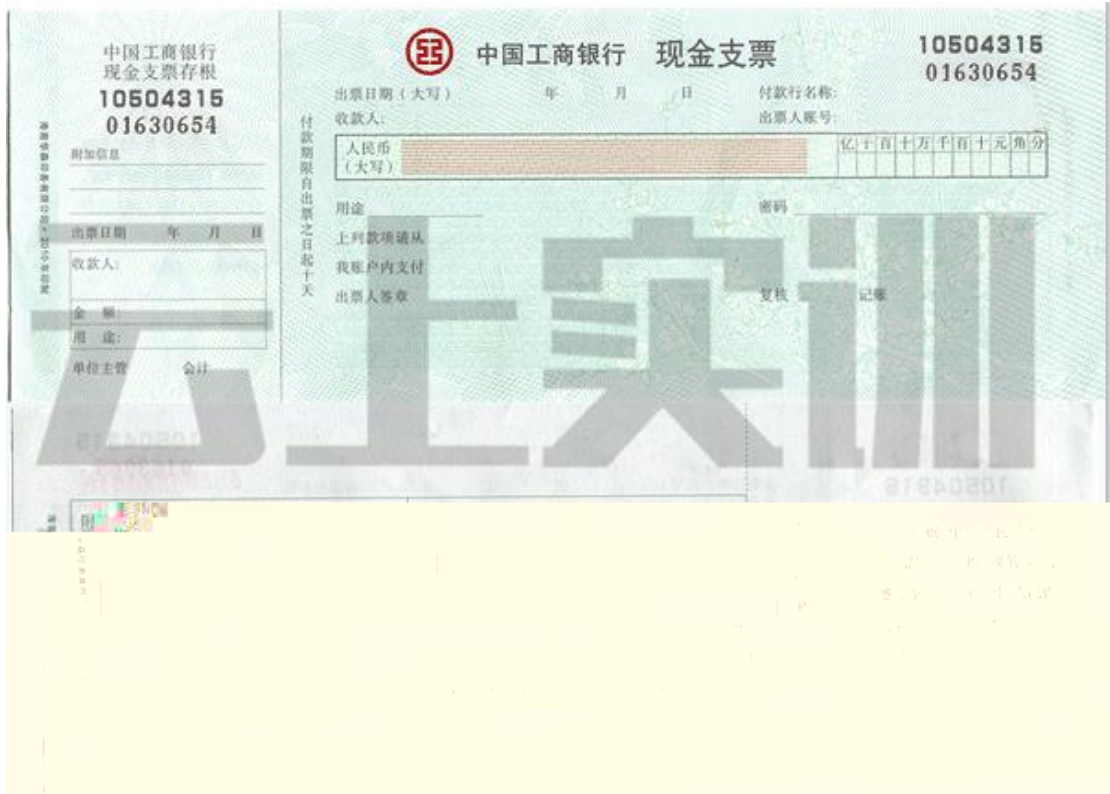 中国工商银行
现金支票存根
10504315
01630654
附加信息
出票日期 年 月 日
收款人:
金 额
用 途:
单位主管 会计
付款期限自出票之日起十天
中国工商银行 现金支票
10504315
01630654
出票日期(大写) 年 月 日 付款行名称:
收款人: 出票人账号:
人民币
(大写)
亿千百十万千百十元角分
用途 密码
上列款项请从
我账户内支付
出票人签章 复核 记账
云上实训